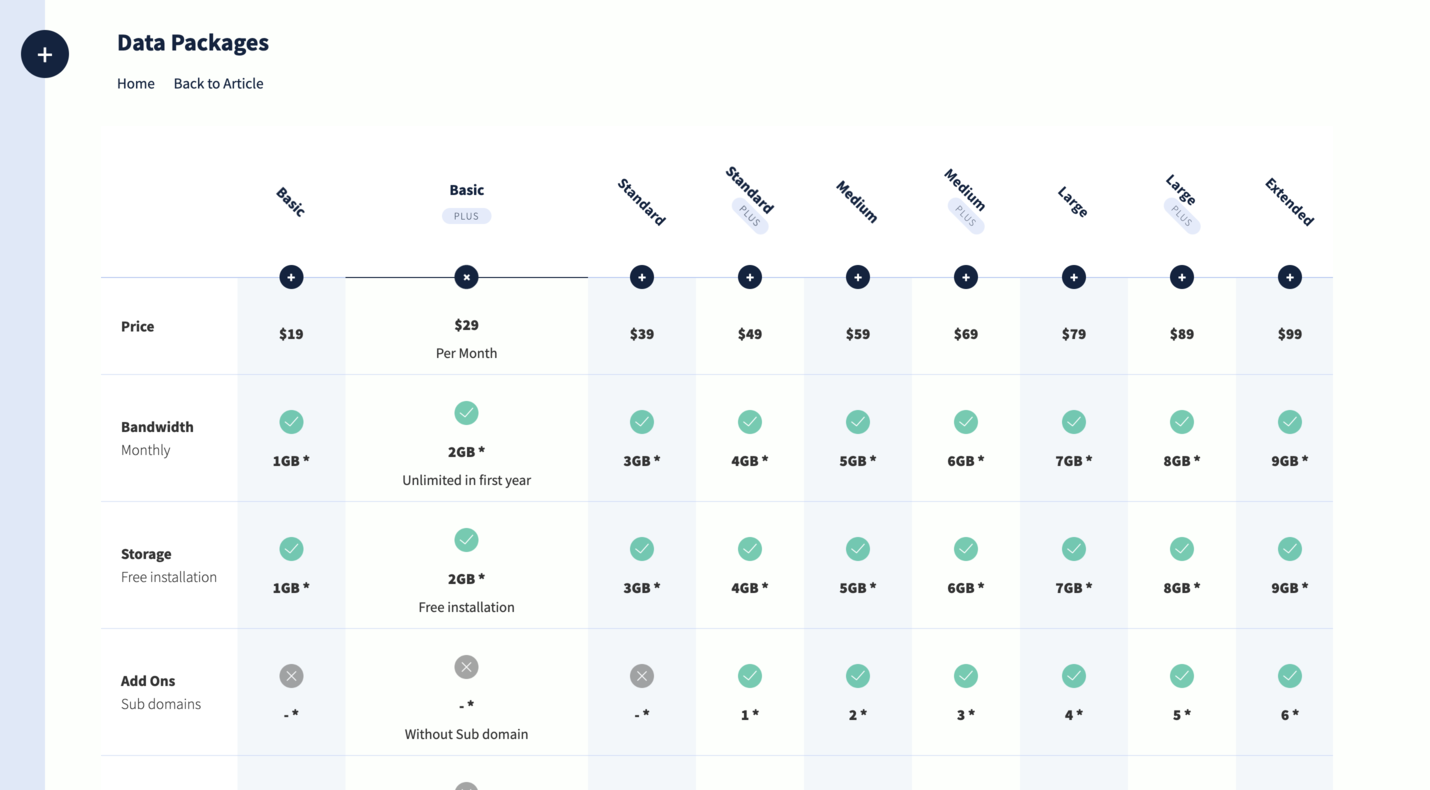 Data Packages
Home Back to Article
Basic
Basic
PLUS
Standard
Standard
PLUS
Medium
Medium
PLUS
Large
Large
PLUS
Extended
Price
$19
$29
Per Month
$39
$49
$59
$69
$79
$89
$99
Bandwidth
Monthly
1GB *
2GB *
Unlimited in first year
3GB *
4GB *
5GB *
6GB *
7GB *
8GB *
9GB *
Storage
Free installation
1GB *
2GB *
Free installation
3GB *
4GB *
5GB *
6GB *
7GB *
8GB *
9GB *
Add Ons
Sub domains
- *
- *
Without Sub domain
- *
1 *
2 *
3 *
4 *
5 *
6 *